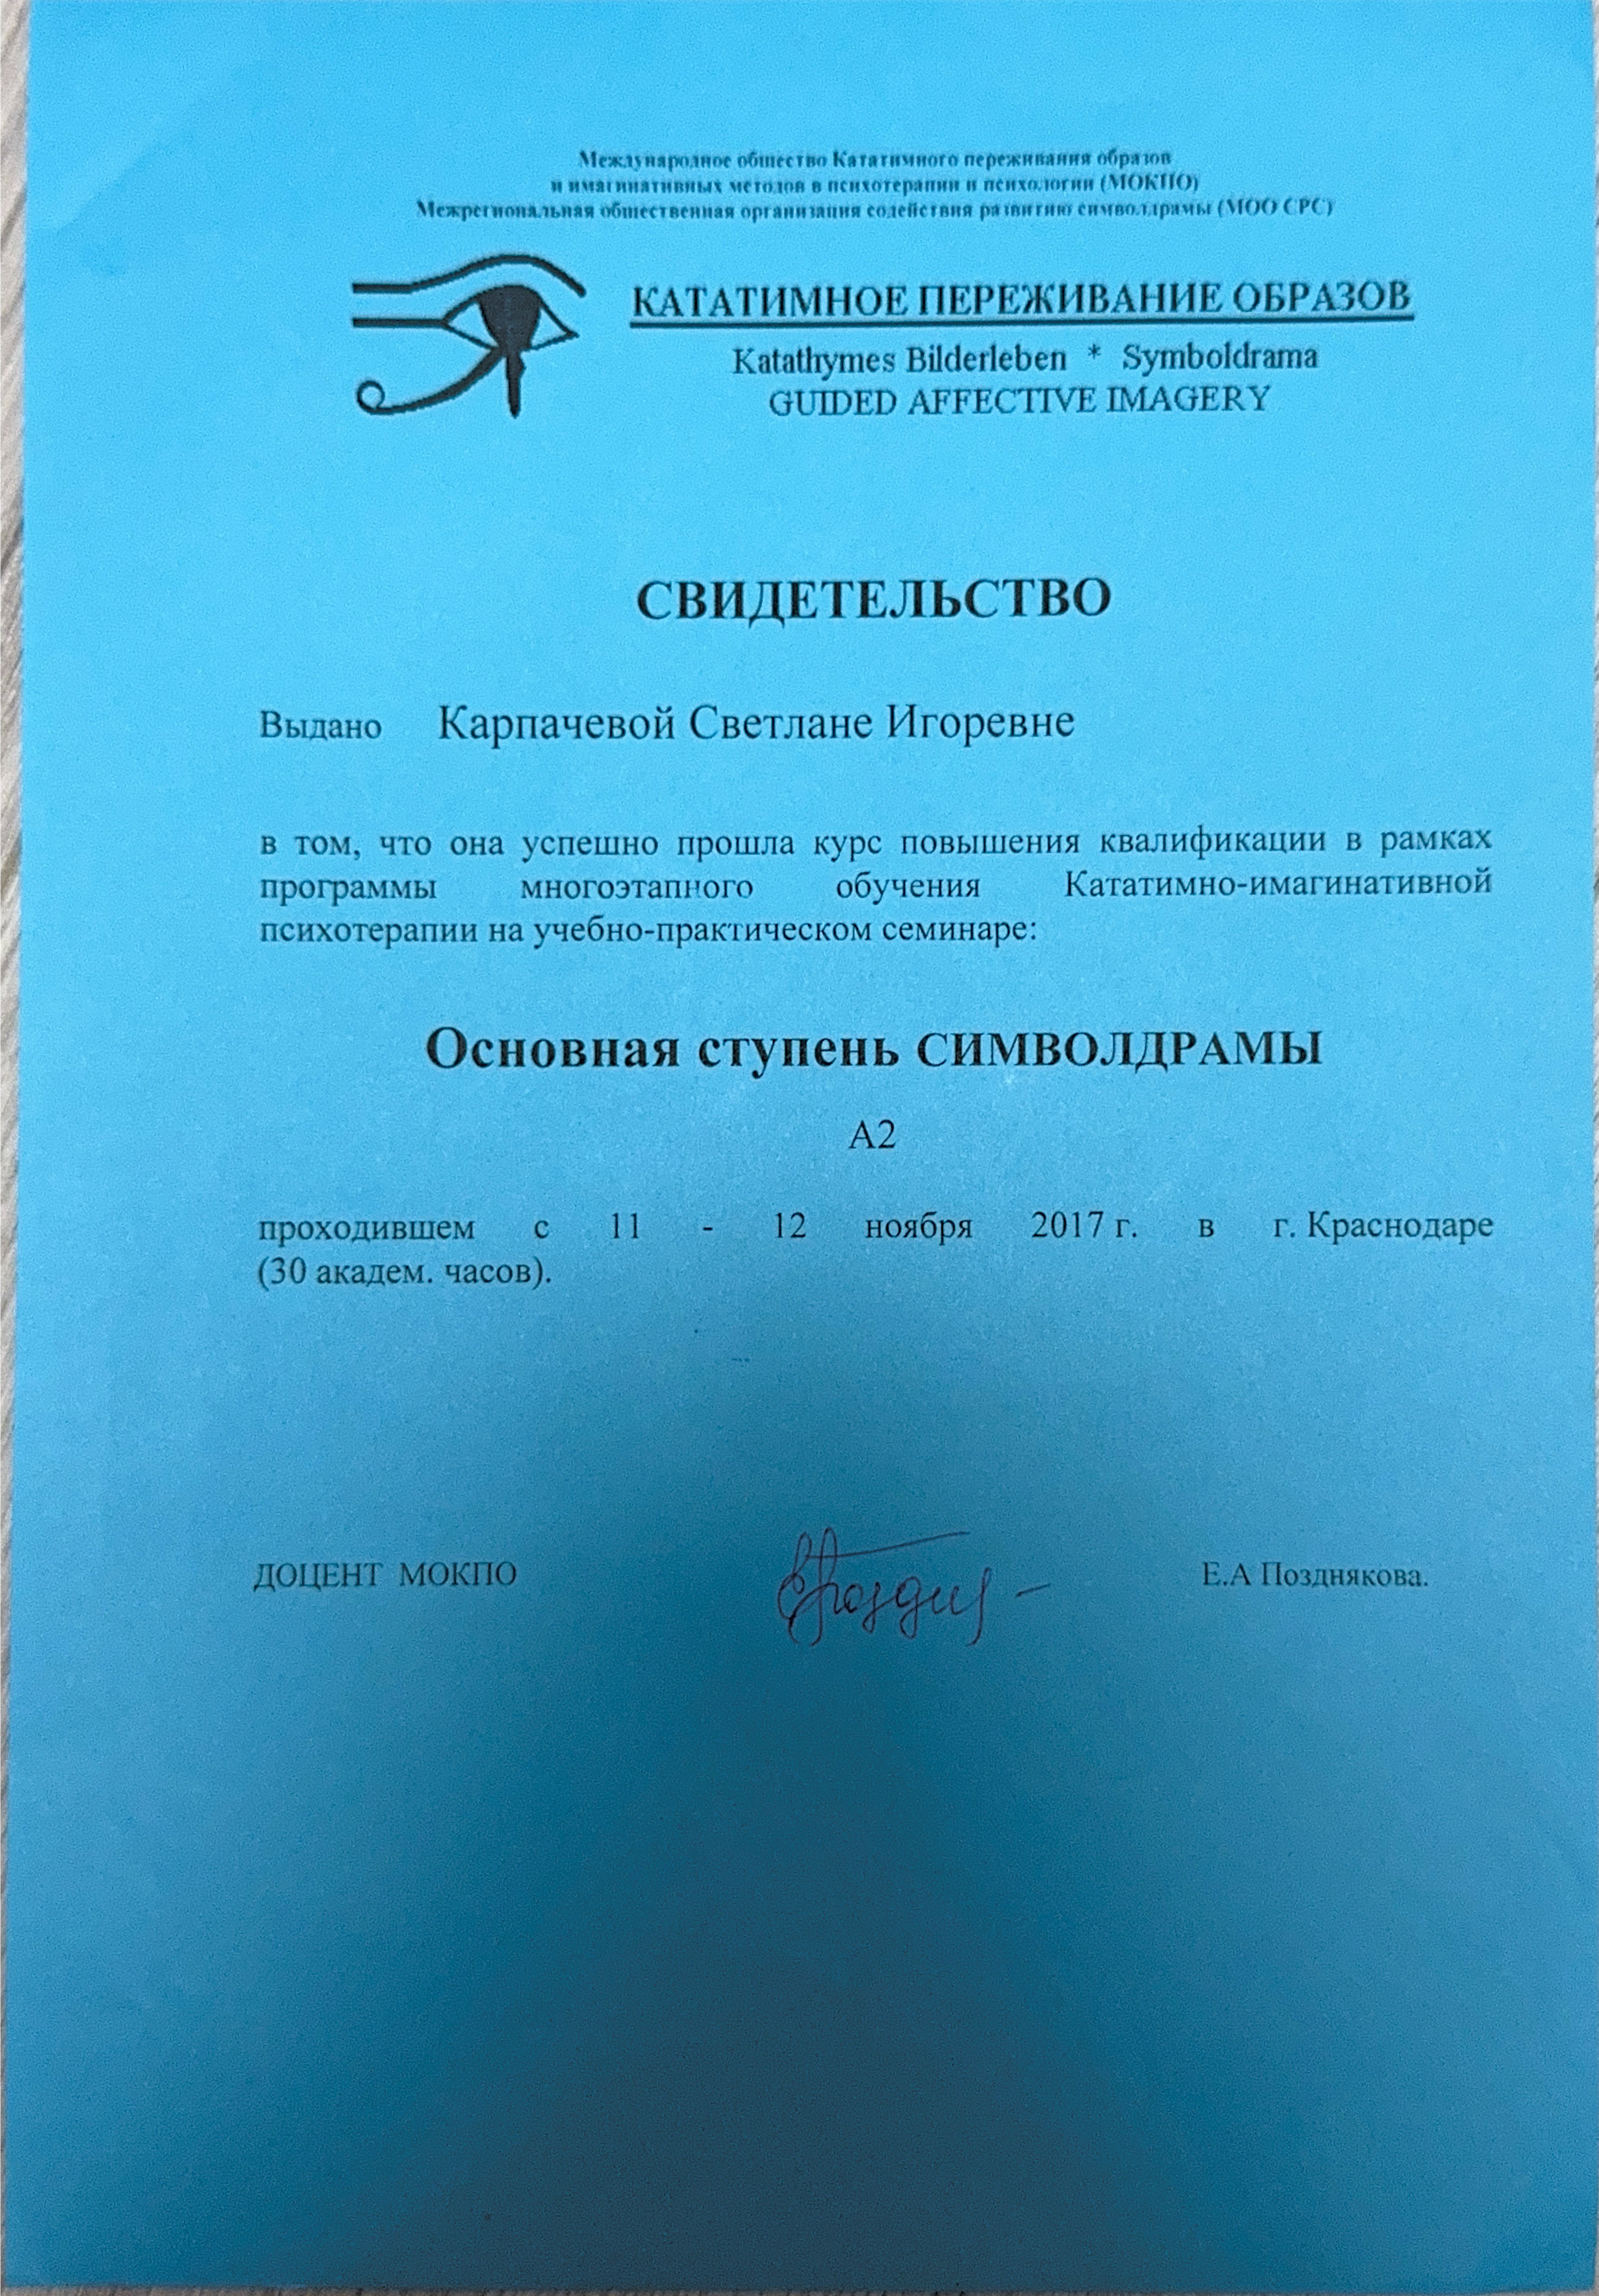 Международное общество Кататимного переживания образов
и имагинативных методов в психотерапии и психологии (МОКПО)
Межрегиональная общественная организация содействия развитию символдрамы (МОО СРС)
КАТАТИМНОЕ ПЕРЕЖИВАНИЕ ОБРАЗОВ
Katathymes Bilderleben * Symboldrama
GUIDED AFFECTIVE IMAGERY
СВИДЕТЕЛЬСТВО
Выдано Карпачевой Светлане Игоревне
в том, что она успешно прошла курс повышения квалификации в рамках
программы многоэтапного обучения Кататимно-имагинативной
психотерапии на учебно-практическом семинаре:
Основная ступень СИМВОЛДРАМЫ
А2
проходившем с 11 - 12 ноября 2017 г. в г. Краснодаре
(30 академ. часов).
ДОЦЕНТ МОКПО Е.А Позднякова.